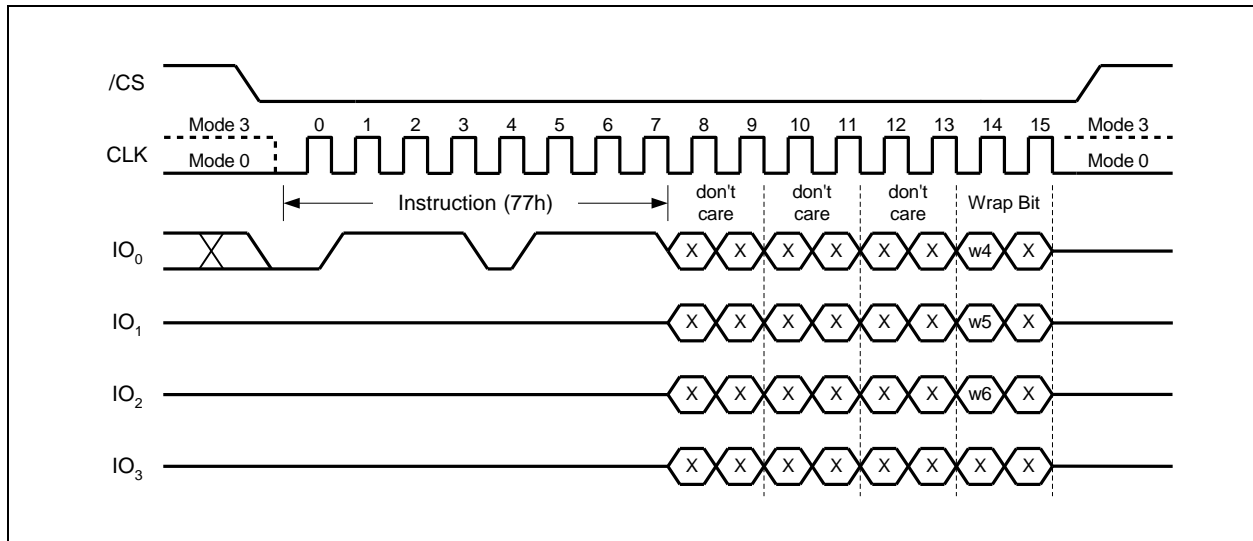 /CS
Mode 3 0 1 2 3 4 5 6 7 8 9 10 11 12 13 14 15 Mode 3
CLK
Mode 0 Mode 0
Instruction (77h) don't care don't care don't care Wrap Bit
IO0 X X X X X X w4 X
IO1 X X X X X X w5 X
IO2 X X X X X X w6 X
IO3 X X X X X X X X